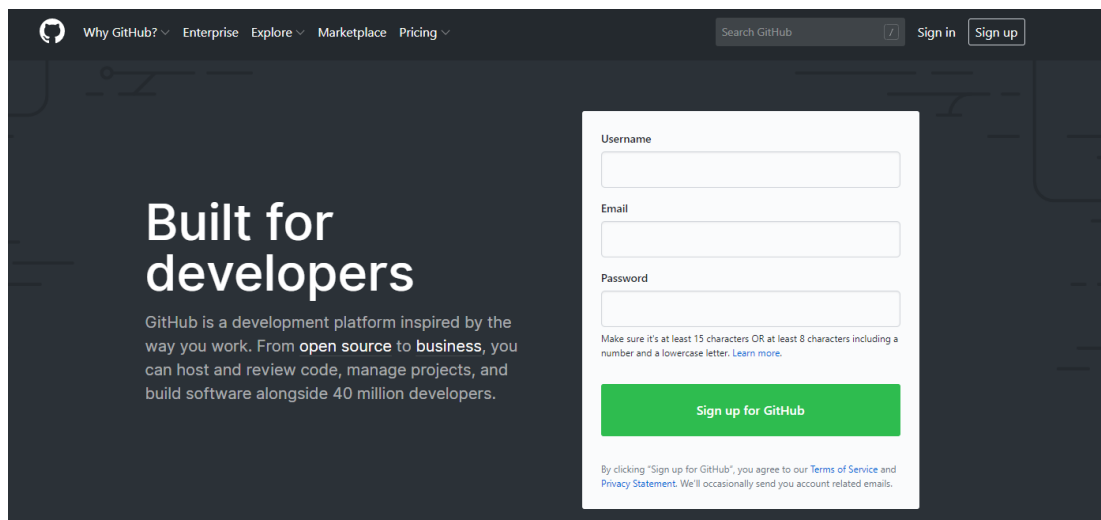 Why GitHub? Enterprise Explore Marketplace Pricing Search GitHub / Sign in Sign up
Built for
developers
GitHub is a development platform inspired by the
way you work. From open source to business, you
can host and review code, manage projects, and
build software alongside 40 million developers.
Username
Email
Password
Make sure it's at least 15 characters OR at least 8 characters including a
number and a lowercase letter. Learn more.
Sign up for GitHub
By clicking "Sign up for GitHub", you agree to our Terms of Service and
Privacy Statement. We'll occasionally send you account related emails.